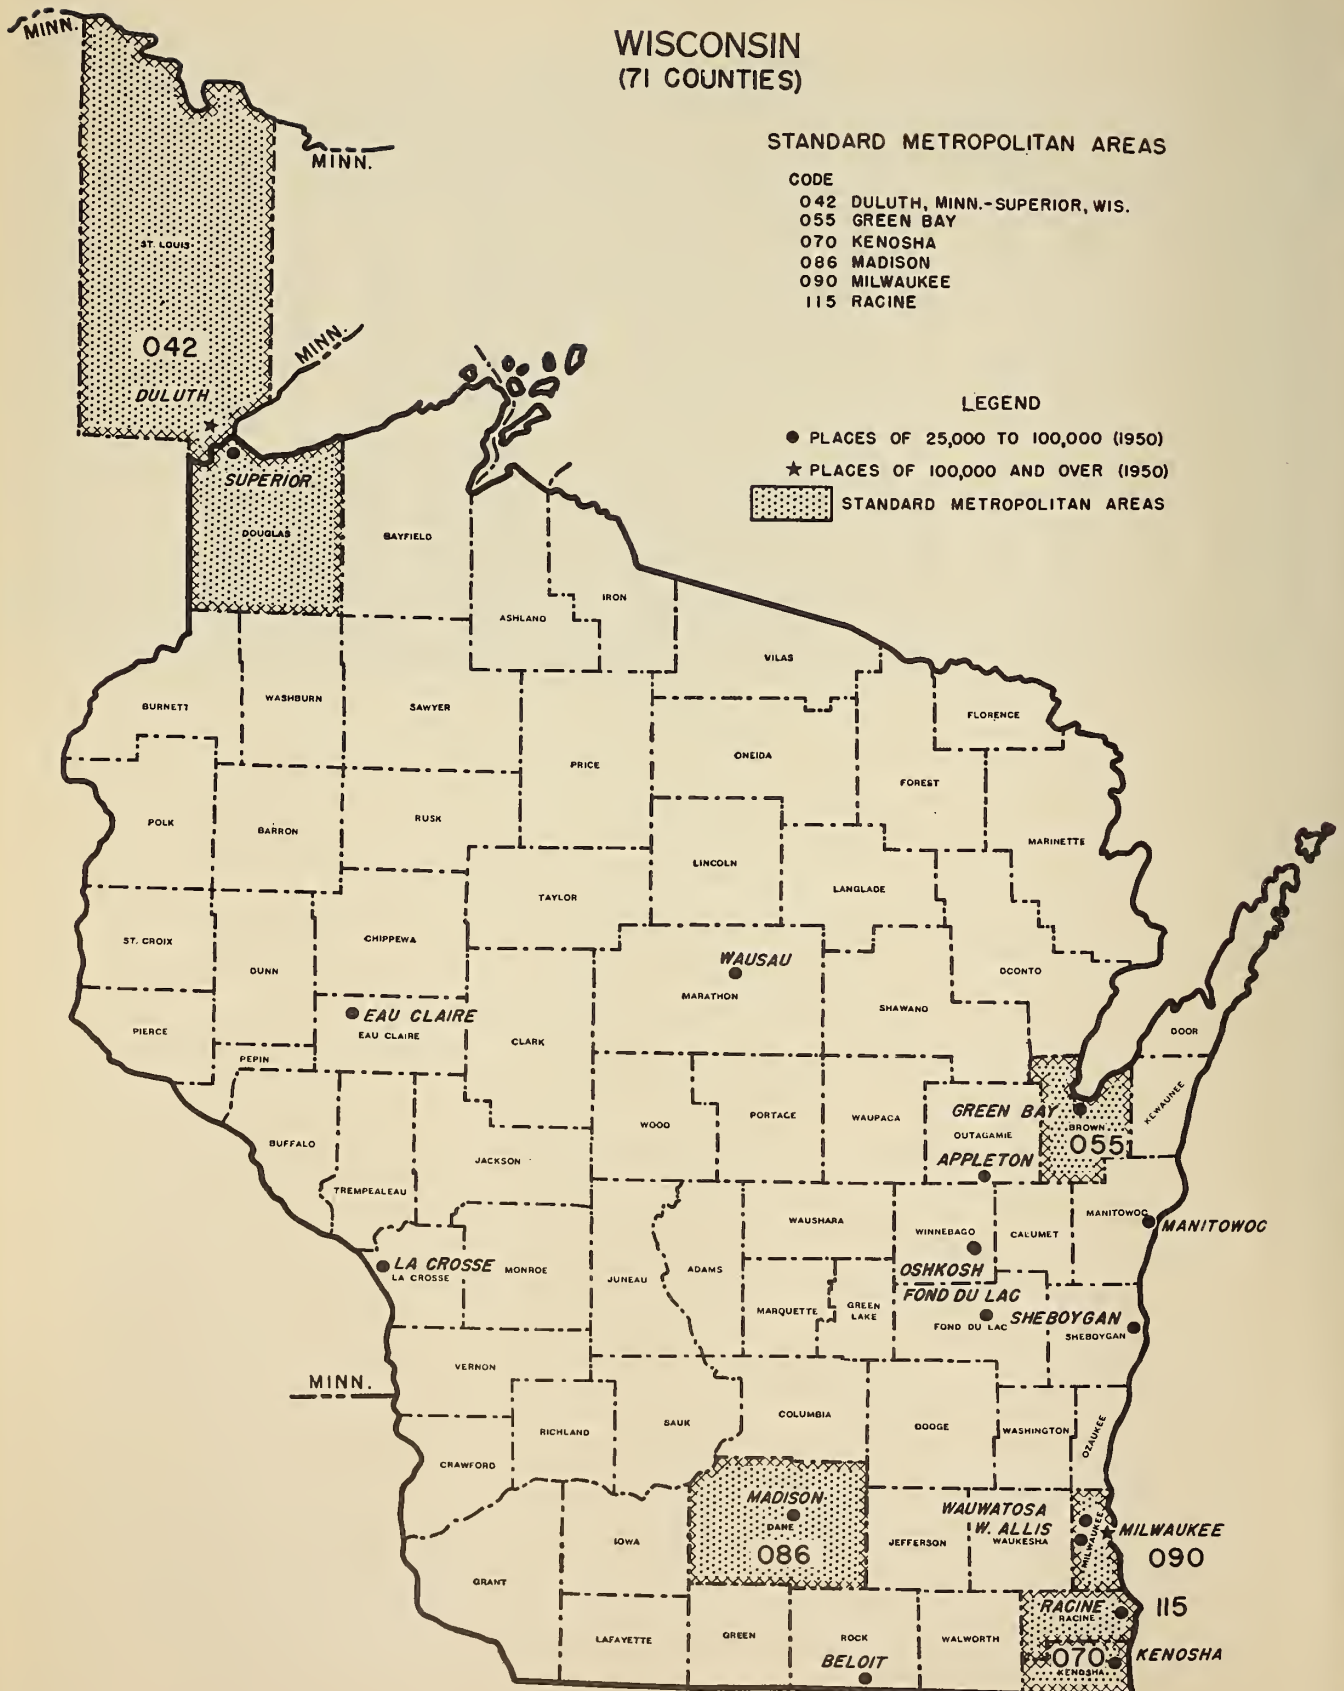 MINN.
WISCONSIN
(71 COUNTIES)
STANDARD METROPOLITAN AREAS
CODE
042 DULUTH, MINN.-SUPERIOR, WIS.
055 GREEN BAY
070 KENOSHA
086 MADISON
090 MILWAUKEE
115 RACINE
MINN.
ST. LOUIS
042
MINN.
DULUTH
LEGEND
PLACES OF 25,000 TO 100,000 (1950)
PLACES OF 100,000 AND OVER (1950)
STANDARD METROPOLITAN AREAS
SUPERIOR
DOUGLAS
BAYFIELD
ASHLAND
IRON
VILAS
BURNETT
WASHBURN
SAWYER
FLORENCE
PRICE
ONEIDA
FOREST
POLK
BARRON
RUSK
MARINETTE
LINCOLN
LANGLADE
TAYLOR
ST. CROIX
CHIPPEWA
DUNN
WAUSAU
MARATHON
OCONTO
SHAWANO
PIERCE
EAU CLAIRE
EAU CLAIRE
CLARK
DOOR
PEPIN
KEWAUNEE
BUFFALO
WOOD
PORTAGE
WAUPACA
GREEN BAY
BROWN
055
OUTAGAMIE
APPLETON
JACKSON
TREMPEALEAU
WAUSHARA
WINNEBAGO
CALUMET
MANITOWOC
MANITOWOC
LA CROSSE
LA CROSSE
MONROE
JUNEAU
ADAMS
OSHKOSH
MARQUETTE
GREEN
LAKE
FOND DU LAC
FOND DU LAC
SHEBOYGAN
SHEBOYGAN
VERNON
MINN.
RICHLAND
SAUK
COLUMBIA
DODGE
WASHINGTON
OZAUKEE
CRAWFORD
MADISON
DANE
086
IOWA
JEFFERSON
WAUWATOSA
W. ALLIS
WAUKESHA
MILWAUKEE
MILWAUKEE
090
GRANT
LAFAYETTE
GREEN
ROCK
BELOIT
WALWORTH
RACINE
RACINE
115
070
KENOSHA
KENOSHA